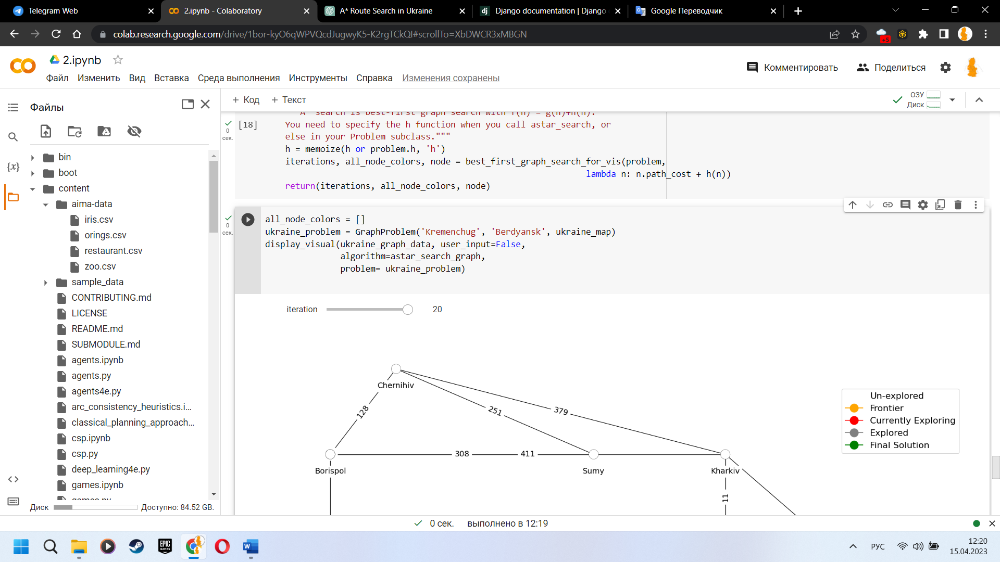 Telegram Web
2.ipynb - Colaboratory
A* Route Search in Ukraine
Django documentation | Django
Google Переводчик
colab.research.google.com/drive/1bor-kyO6qWPVQcdJugwyK5-K2rgTCkQI#scrollTo=XbDWCR3xMBGN
+5
2.ipynb
Файл Изменить Вид Вставка Среда выполнения Инструменты Справка Изменения сохранены
Комментировать
Поделиться
Файлы
+ Код + Текст
ОЗУ
Диск
bin
boot
content
aima-data
iris.csv
orings.csv
restaurant.csv
zoo.csv
sample_data
CONTRIBUTING.md
LICENSE
README.md
SUBMODULE.md
agents.ipynb
agents.py
agents4e.py
arc_consistency_heuristics.i...
classical_planning_approach...
csp.ipynb
csp.py
deep_learning4e.py
games.ipynb
games.py
Диск Доступно: 84.52 GB.
0
сек.
[18]
A* search is best-first graph search with f(n) = g(n)+h(n).
You need to specify the h function when you call astar_search, or
else in your Problem subclass."""
h = memoize(h or problem.h, 'h')
iterations, all_node_colors, node = best_first_graph_search_for_vis(problem,
lambda n: n.path_cost + h(n))
return(iterations, all_node_colors, node)
0
сек.
all_node_colors = []
ukraine_problem = GraphProblem('Kremenchug', 'Berdyansk', ukraine_map)
display_visual(ukraine_graph_data, user_input=False,
algorithm=astar_search_graph,
problem= ukraine_problem)
iteration 20
Chernihiv
128
251
379
308
411
Borispol
Sumy
Kharkiv
11
Un-explored
Frontier
Currently Exploring
Explored
Final Solution
0 сек. выполнено в 12:19
EPIC
GAMES
W
РУС
12:20
15.04.2023